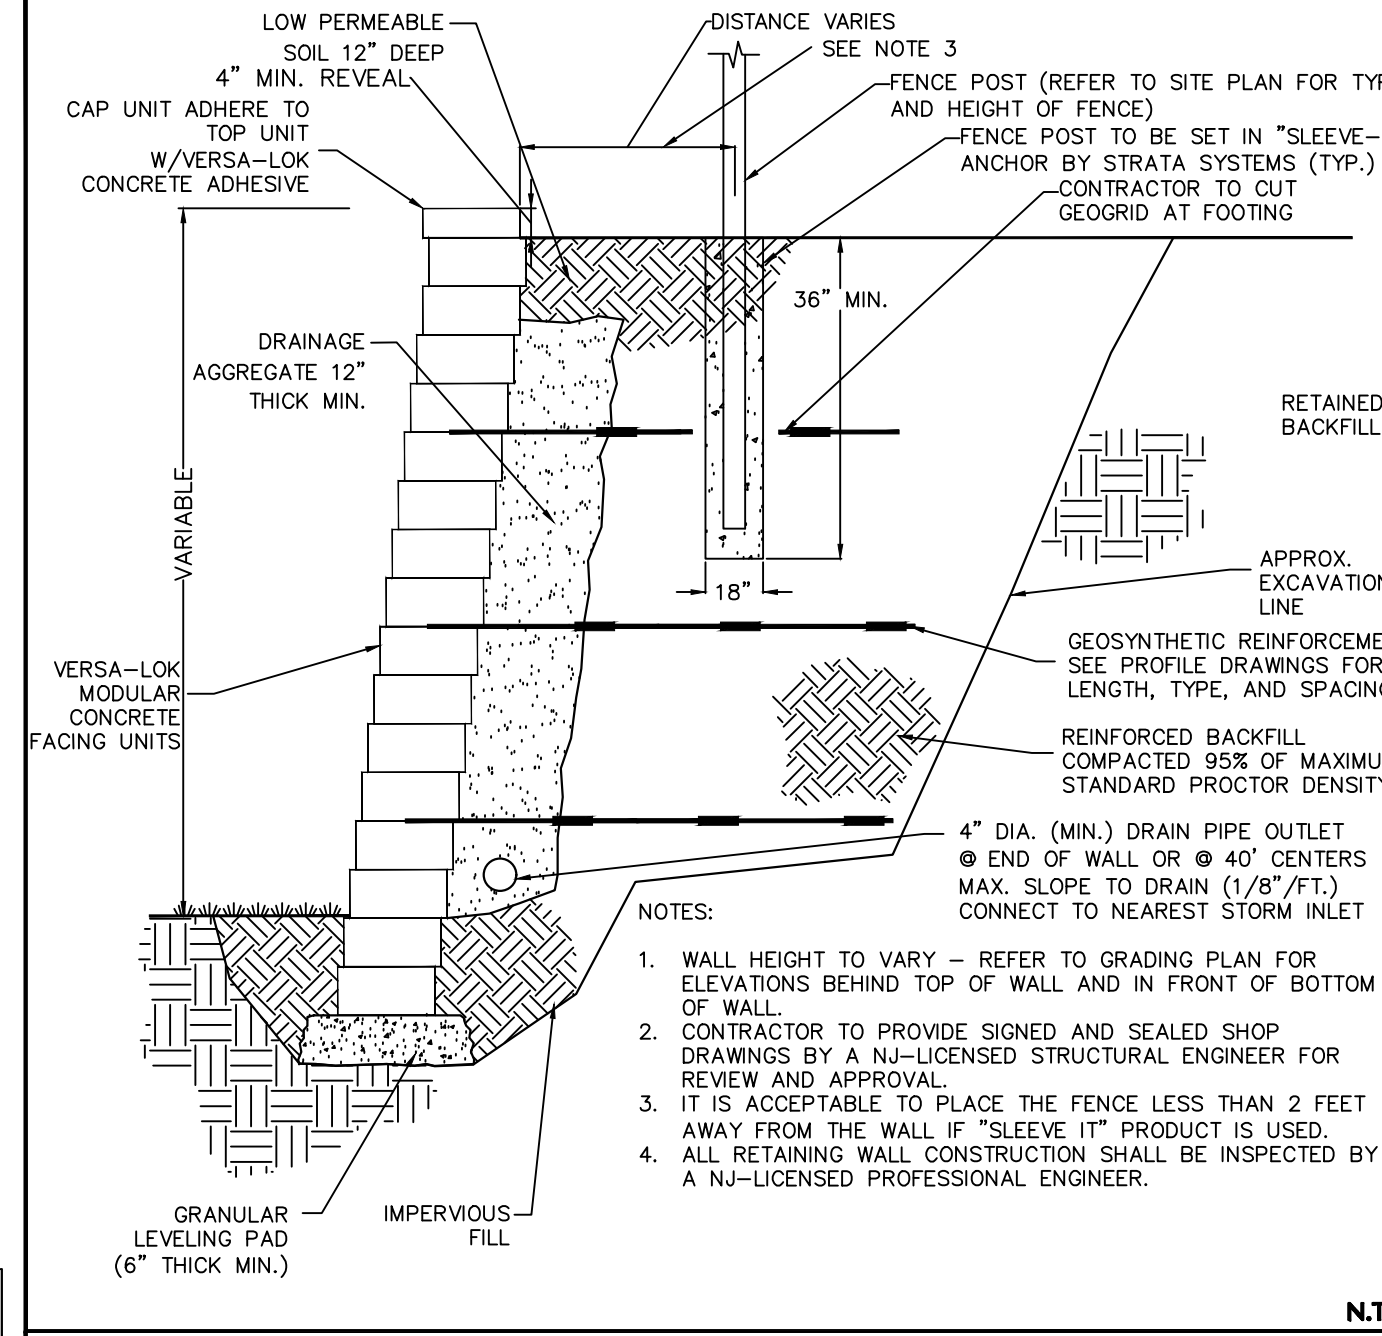 LOW PERMEABLE
SOIL 12" DEEP
4" MIN. REVEAL
CAP UNIT ADHERE TO
TOP UNIT
W/VERSA-LOK
CONCRETE ADHESIVE
DISTANCE VARIES
SEE NOTE 3
FENCE POST (REFER TO SITE PLAN FOR TYP
AND HEIGHT OF FENCE)
FENCE POST TO BE SET IN "SLEEVE-
ANCHOR BY STRATA SYSTEMS (TYP.)
CONTRACTOR TO CUT
GEOGRID AT FOOTING
36" MIN.
DRAINAGE
AGGREGATE 12"
THICK MIN.
RETAINED
BACKFILL
VARIABLE
18"
APPROX.
EXCAVATION
LINE
GEOSYNTHETIC REINFORCEME
SEE PROFILE DRAWINGS FOR
LENGTH, TYPE, AND SPACING
VERSA-LOK
MODULAR
CONCRETE
FACING UNITS
REINFORCED BACKFILL
COMPACTED 95% OF MAXIMU
STANDARD PROCTOR DENSITY
4" DIA. (MIN.) DRAIN PIPE OUTLET
@ END OF WALL OR @ 40' CENTERS
MAX. SLOPE TO DRAIN (1/8"/FT.)
CONNECT TO NEAREST STORM INLET
NOTES:
1. WALL HEIGHT TO VARY - REFER TO GRADING PLAN FOR
ELEVATIONS BEHIND TOP OF WALL AND IN FRONT OF BOTTOM
OF WALL.
2. CONTRACTOR TO PROVIDE SIGNED AND SEALED SHOP
DRAWINGS BY A NJ-LICENSED STRUCTURAL ENGINEER FOR
REVIEW AND APPROVAL.
3. IT IS ACCEPTABLE TO PLACE THE FENCE LESS THAN 2 FEET
AWAY FROM THE WALL IF "SLEEVE IT" PRODUCT IS USED.
4. ALL RETAINING WALL CONSTRUCTION SHALL BE INSPECTED BY
A NJ-LICENSED PROFESSIONAL ENGINEER.
GRANULAR
LEVELING PAD
(6" THICK MIN.)
IMPERVIOUS
FILL
N.T